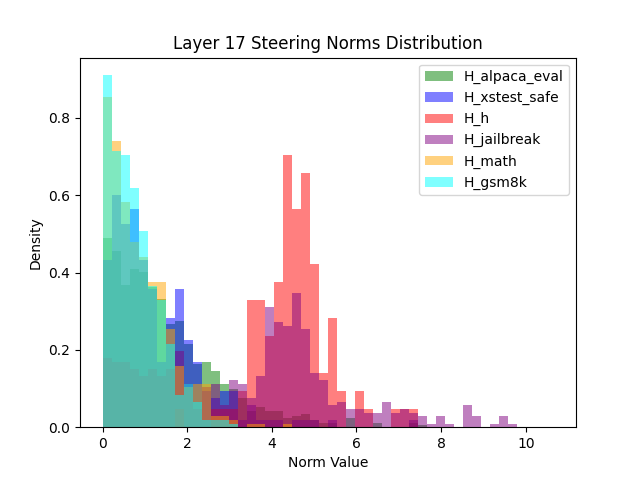 Layer 17 Steering Norms Distribution
H_alpaca_eval
H_xstest_safe
H_h
H_jailbreak
H_math
H_gsm8k
Density
0.8
0.6
0.4
0.2
0.0
0 2 4 6 8 10
Norm Value